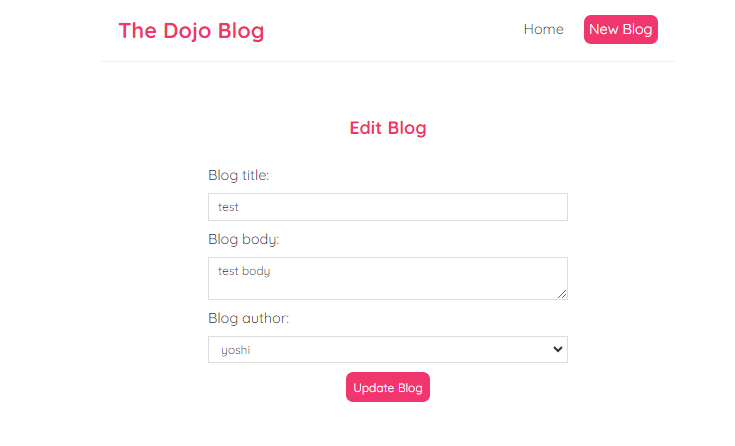 The Dojo Blog
Home
New Blog
Edit Blog
Blog title:
test
Blog body:
test body
Blog author:
yoshi
Update Blog